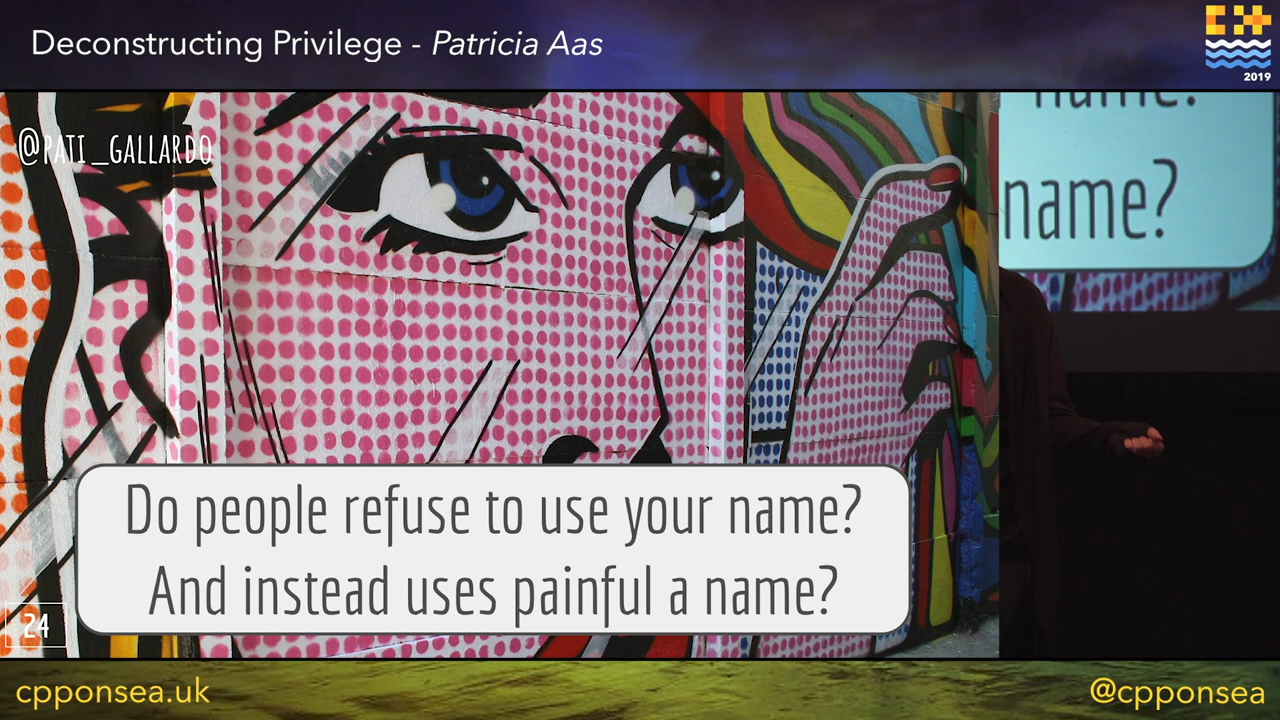 Deconstructing Privilege - Patricia Aas
2019
@PATI_GALLARDO
name?
name?
Do people refuse to use your name?
And instead uses painful a name?
24
cpponsea.uk
@cpponsea